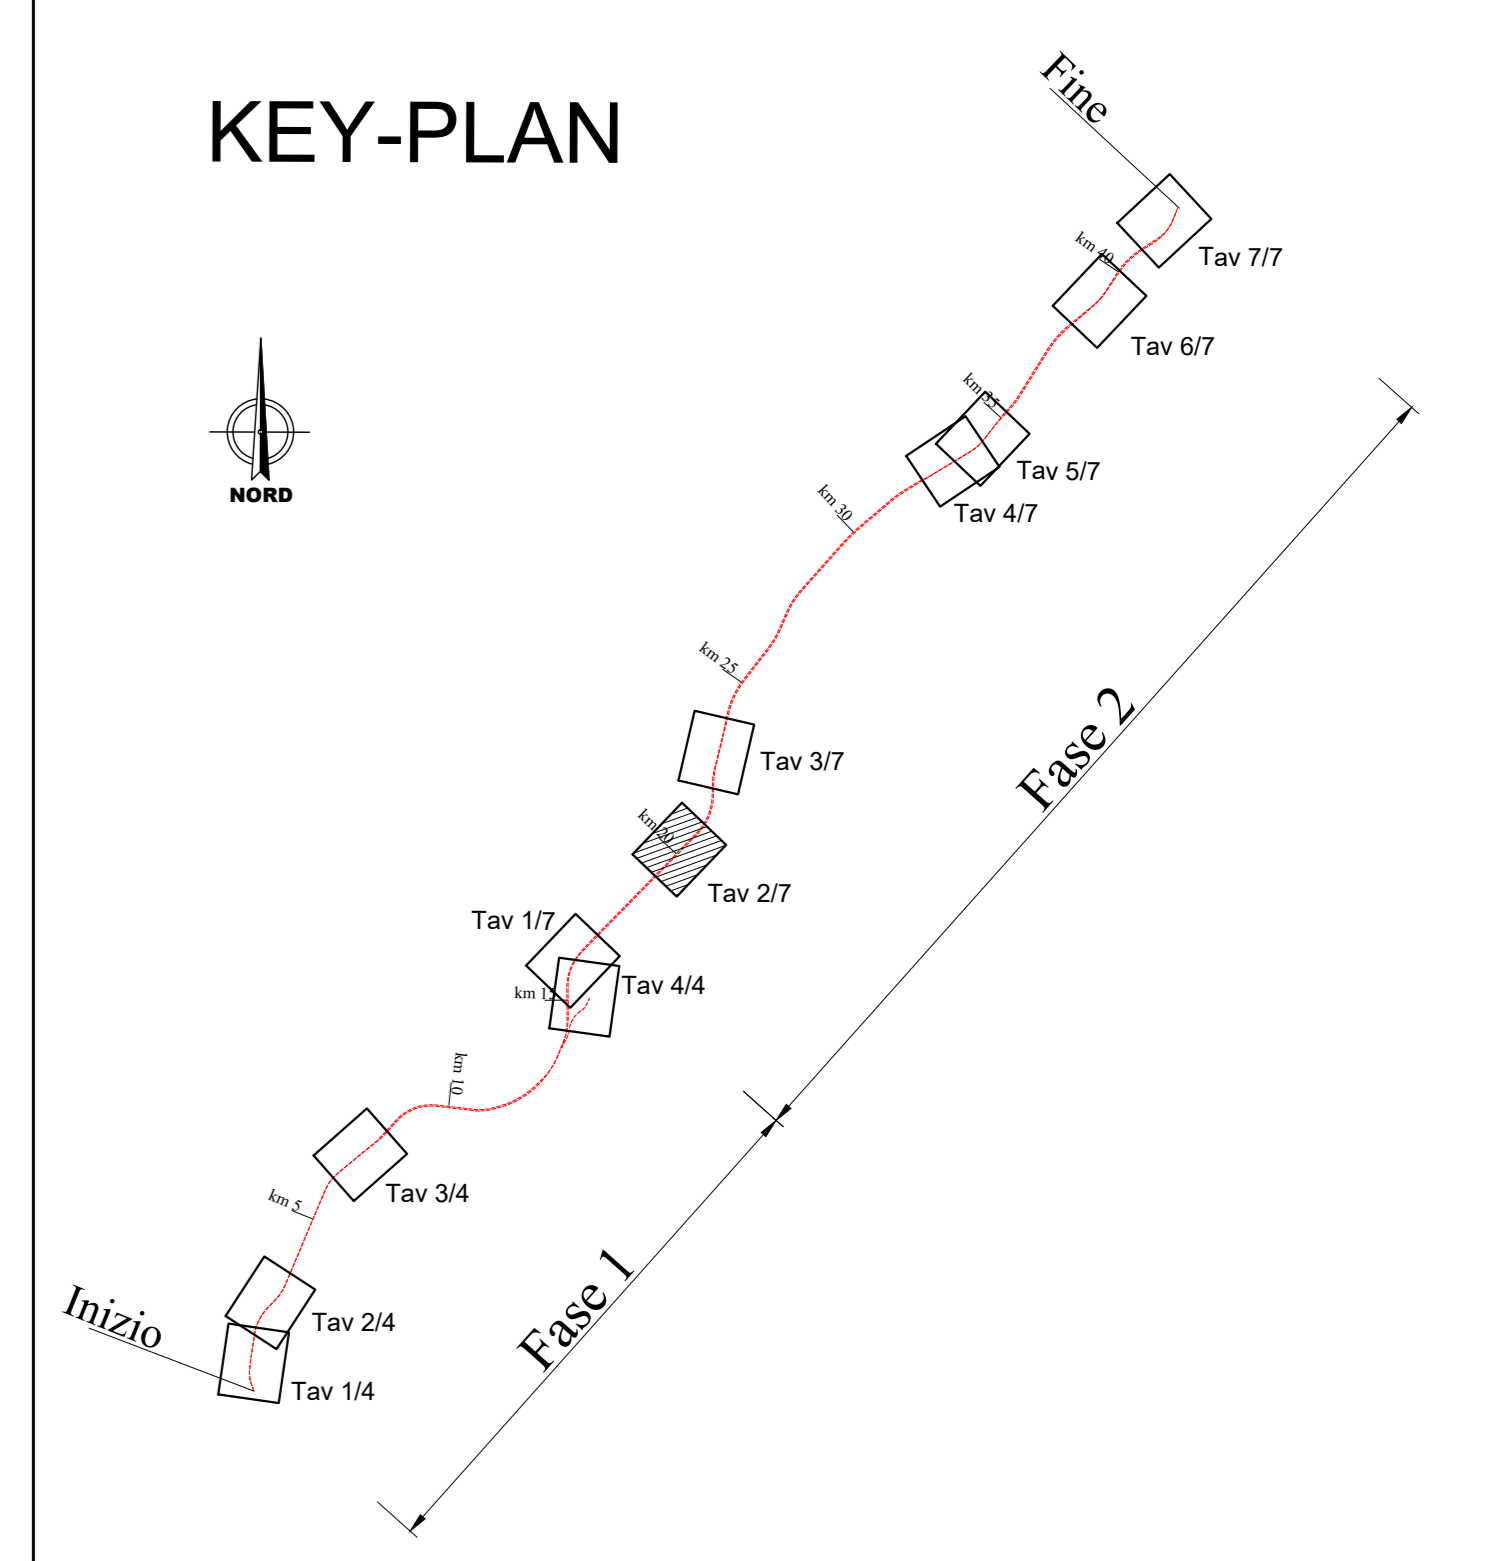 Fine
KEY-PLAN
km 40
Tav 7/7
Tav 6/7
NORD
km 35
Tav 5/7
Tav 4/7
km 30
km 25
Fase 2
Tav 3/7
km 20
Tav 2/7
Tav 1/7
Tav 4/4
km 15
km 10
Tav 3/4
km 5
Fase 1
Inizio
Tav 2/4
Tav 1/4